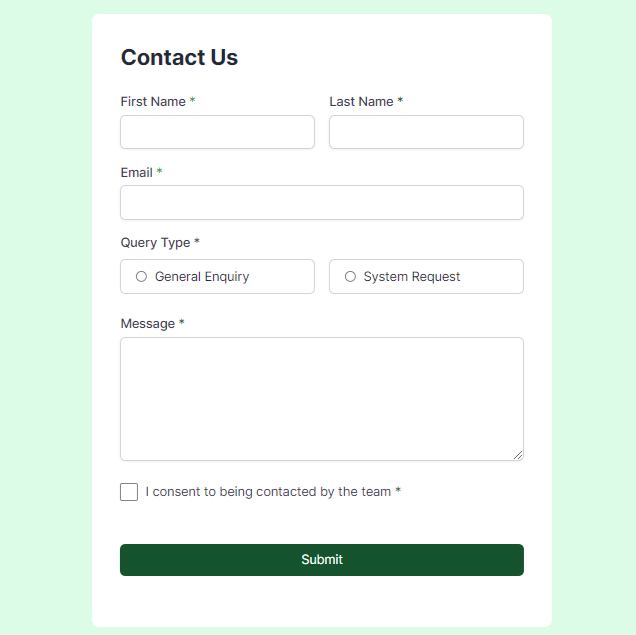 Contact Us
First Name * Last Name *
Email *
Query Type *
General Enquiry System Request
Message *
I consent to being contacted by the team *
Submit